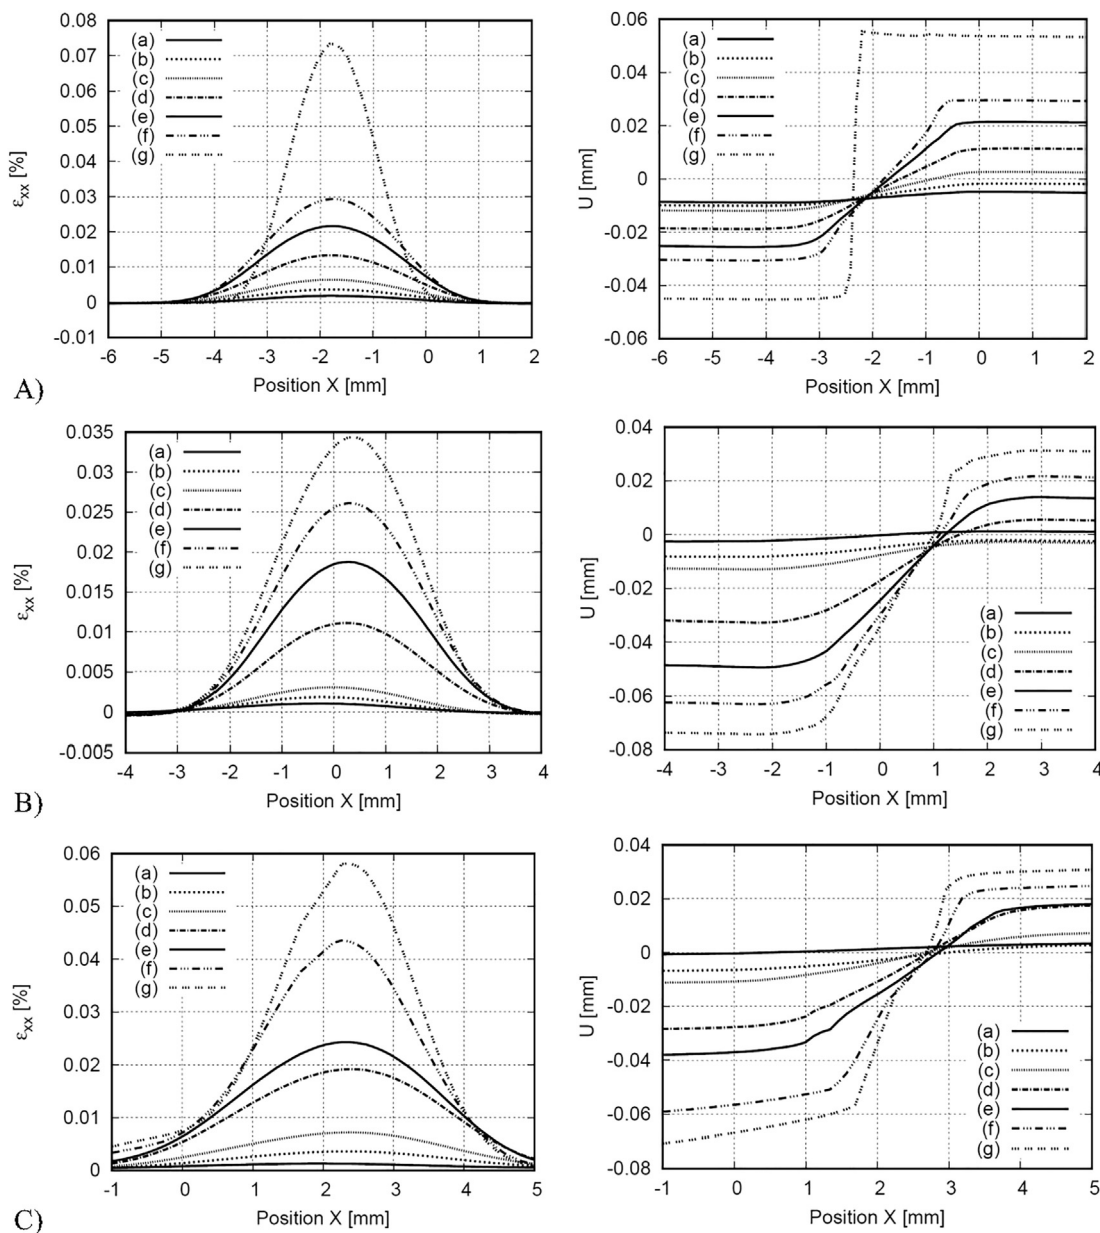 0.08
0.07
0.06
0.05
0.04
0.03
0.02
0.01
0
-0.01
εxx [%]
(a)
(b)
(c)
(d)
(e)
(f)
(g)
-6 -5 -4 -3 -2 -1 0 1 2
Position X [mm]
A)
0.06
0.04
0.02
0
-0.02
-0.04
-0.06
U [mm]
(a)
(b)
(c)
(d)
(e)
(f)
(g)
-6 -5 -4 -3 -2 -1 0 1 2
Position X [mm]
0.035
0.03
0.025
0.02
0.015
0.01
0.005
0
-0.005
εxx [%]
(a)
(b)
(c)
(d)
(e)
(f)
(g)
-4 -3 -2 -1 0 1 2 3 4
Position X [mm]
B)
0.04
0.02
0
-0.02
-0.04
-0.06
-0.08
U [mm]
(a)
(b)
(c)
(d)
(e)
(f)
(g)
-4 -3 -2 -1 0 1 2 3 4
Position X [mm]
0.06
0.05
0.04
0.03
0.02
0.01
0
εxx [%]
(a)
(b)
(c)
(d)
(e)
(f)
(g)
-1 0 1 2 3 4 5
Position X [mm]
C)
0.04
0.02
0
-0.02
-0.04
-0.06
-0.08
U [mm]
(a)
(b)
(c)
(d)
(e)
(f)
(g)
-1 0 1 2 3 4 5
Position X [mm]